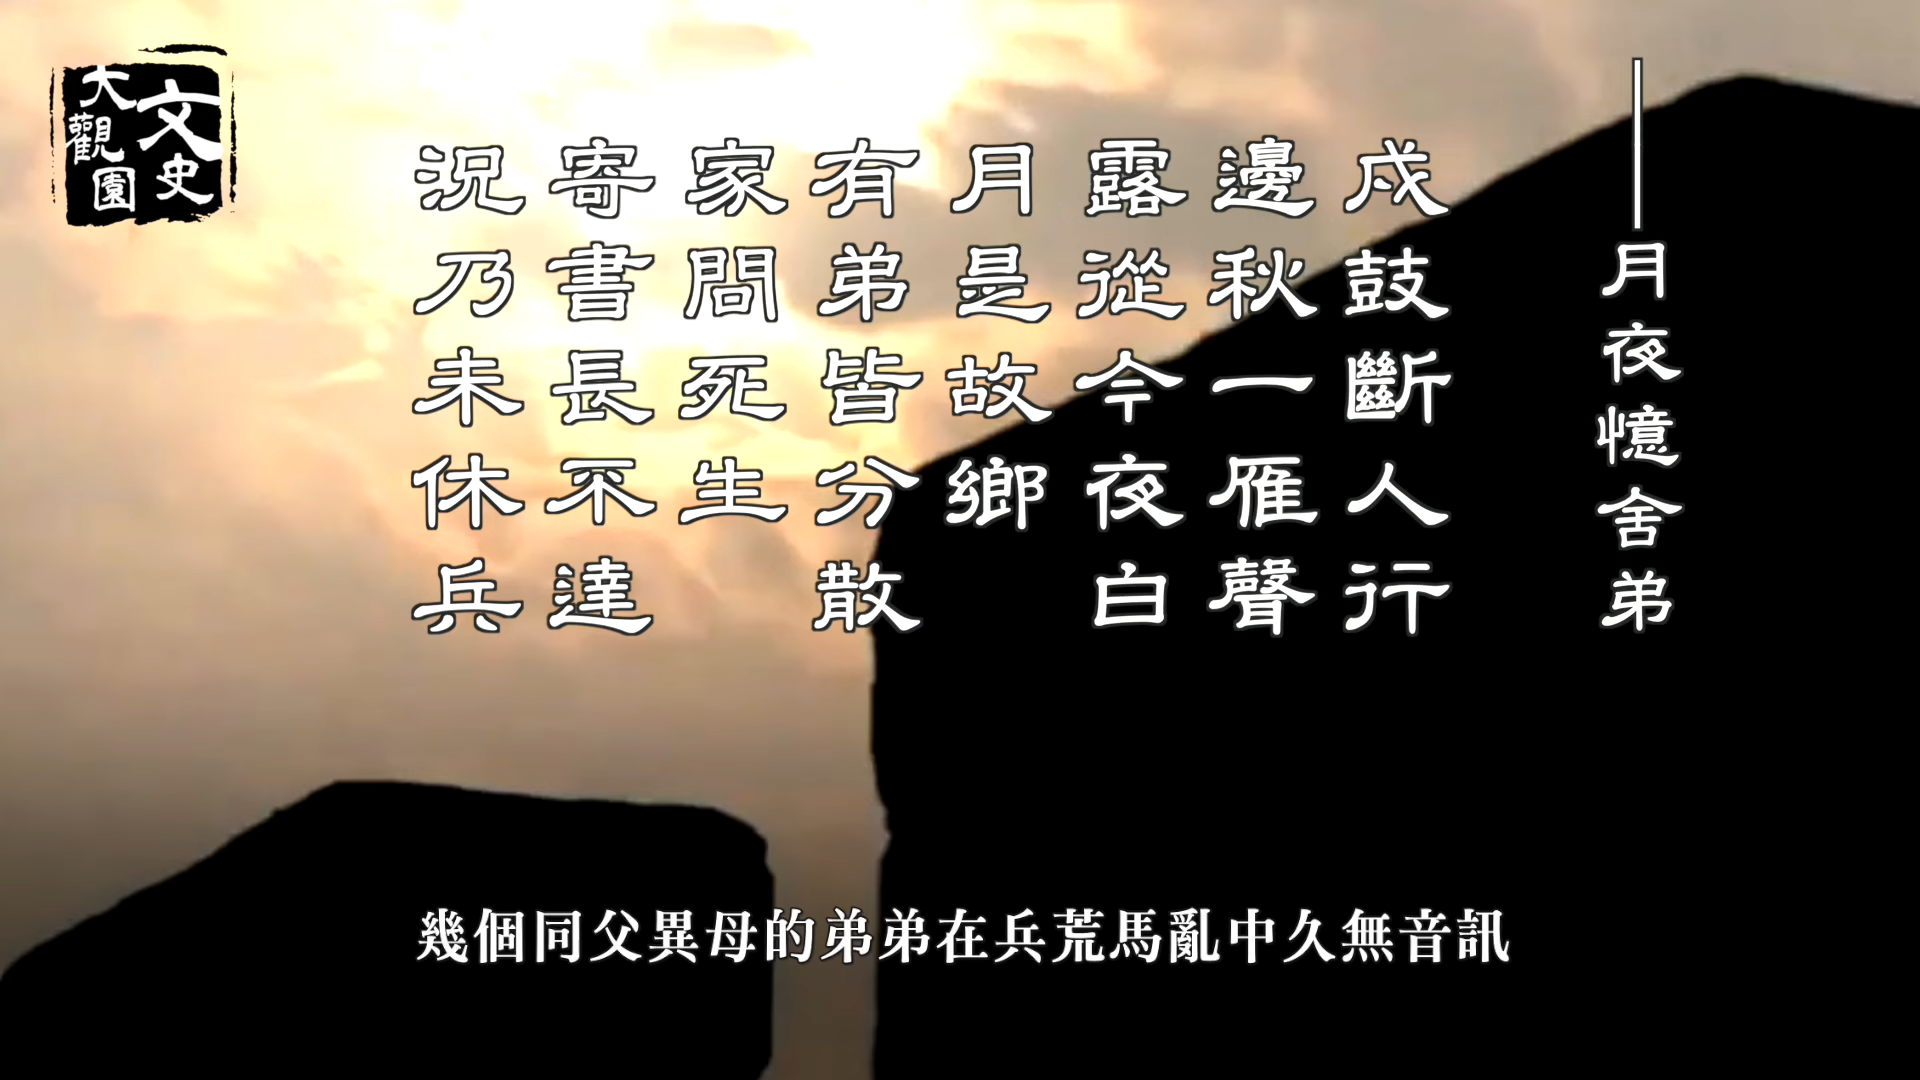 文史
大觀園
——月夜憶舍弟
戍鼓斷人行
邊秋一雁聲
露從今夜白
月是故鄉
有弟皆分散
家問死生
寄書長不達
況乃未休兵
幾個同父異母的弟弟在兵荒馬亂中久無音訊